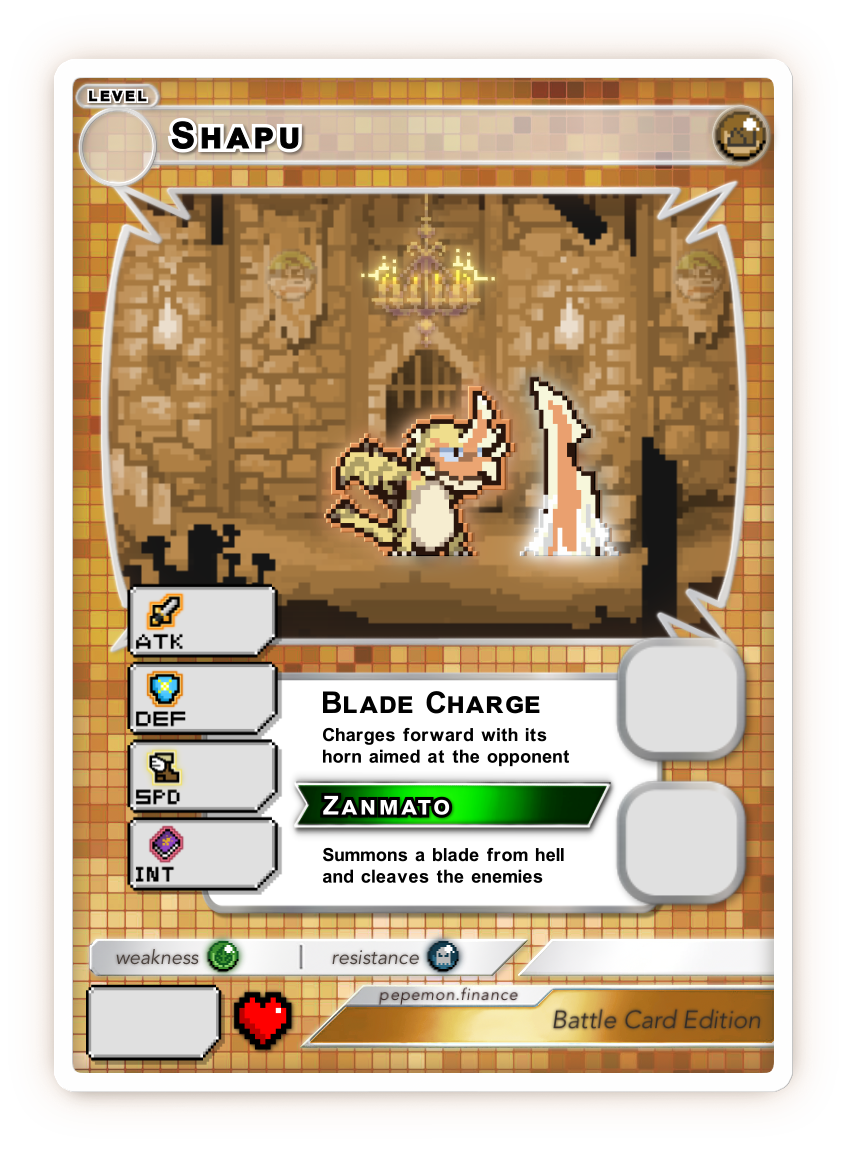 LEVEL
SHAPU
ATK
DEF
SPD
INT
BLADE CHARGE
Charges forward with its
horn aimed at the opponent
ZANMATO
Summons a blade from hell
and cleaves the enemies
weakness | resistance
pepemon.finance
Battle Card Edition